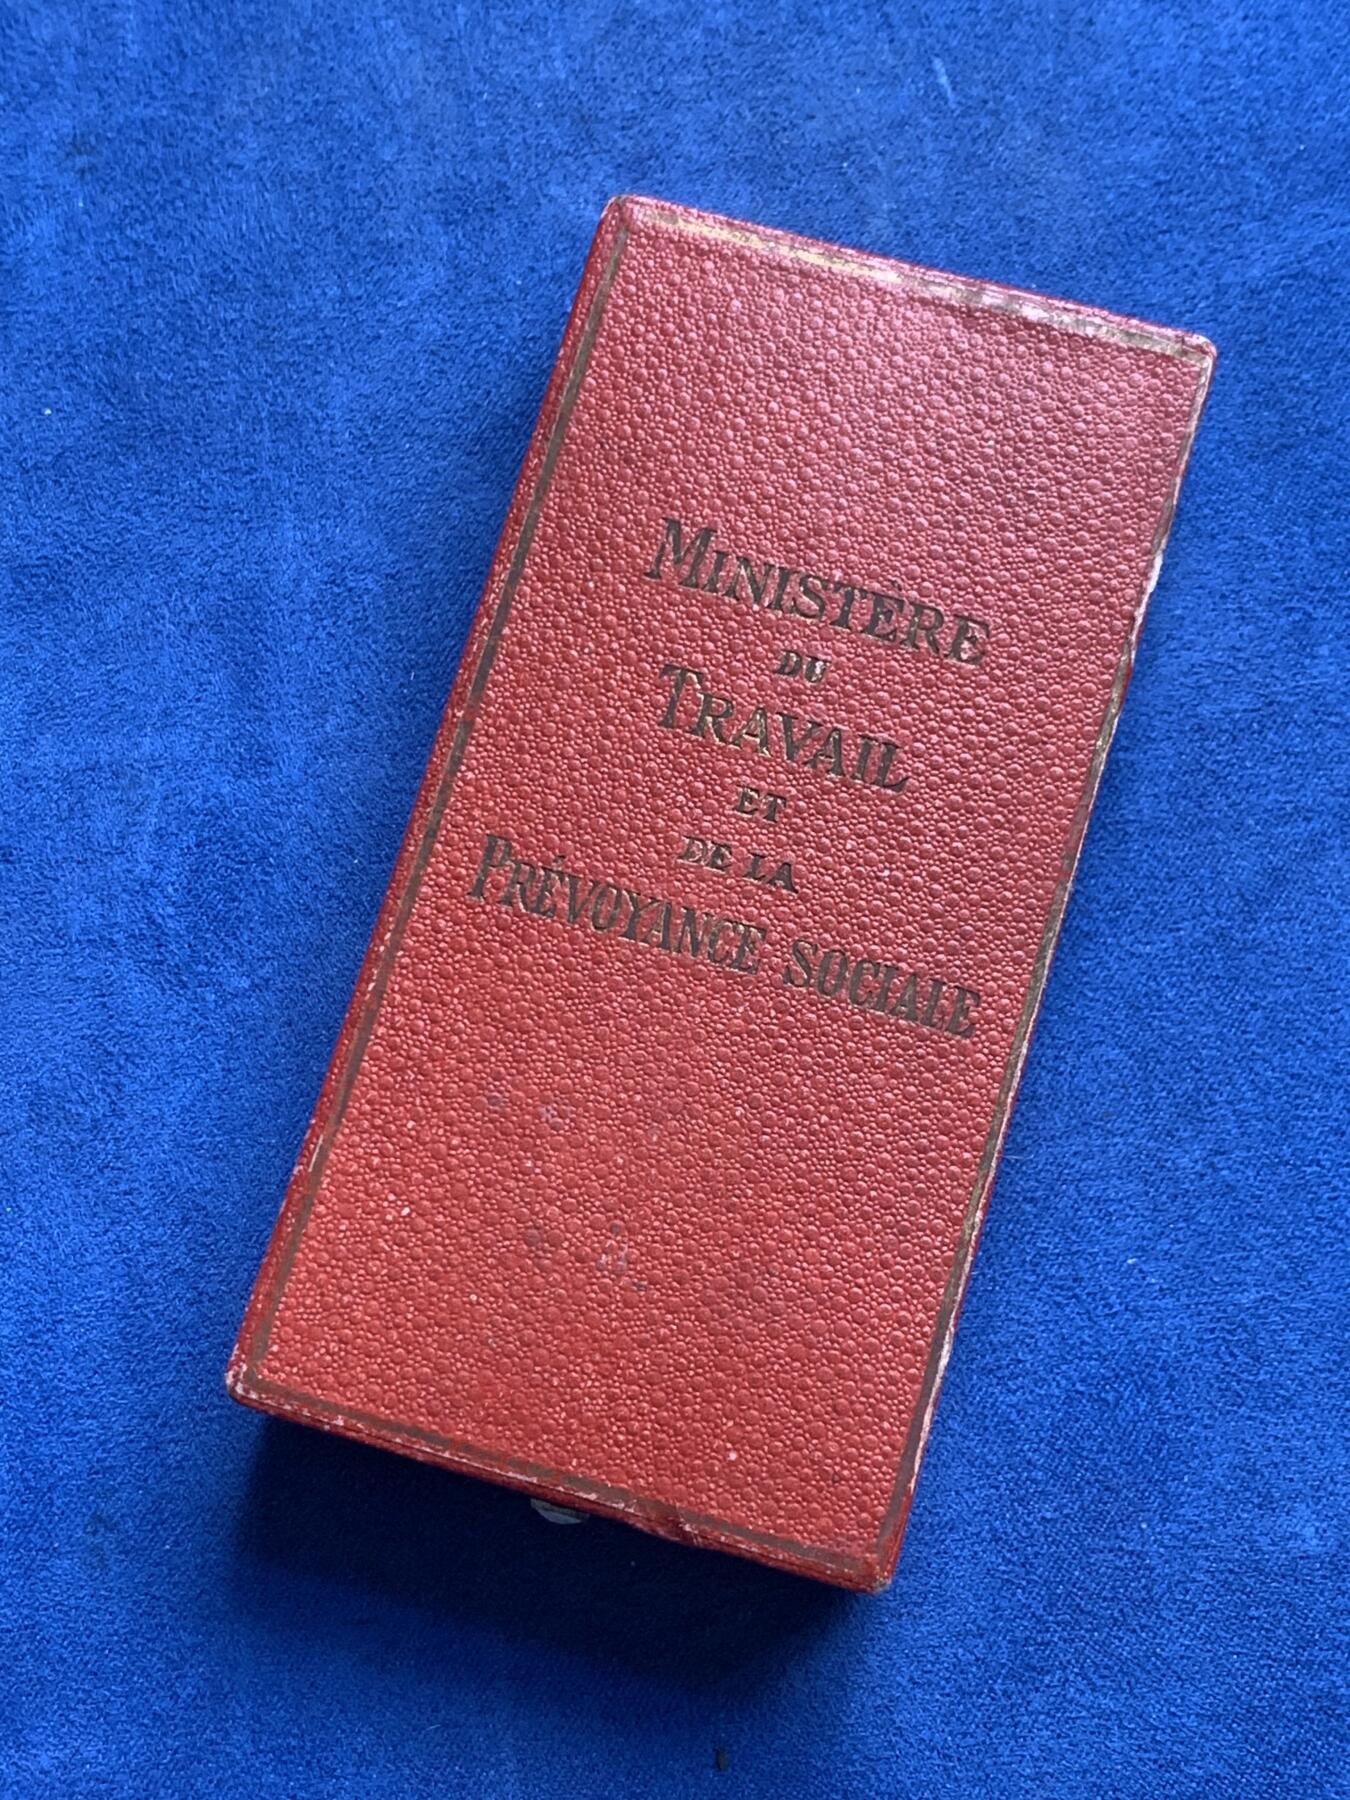 MINISTÈRE
DU
TRAVAIL
ET
DE LA
PRÉVOYANCE SOCIALE